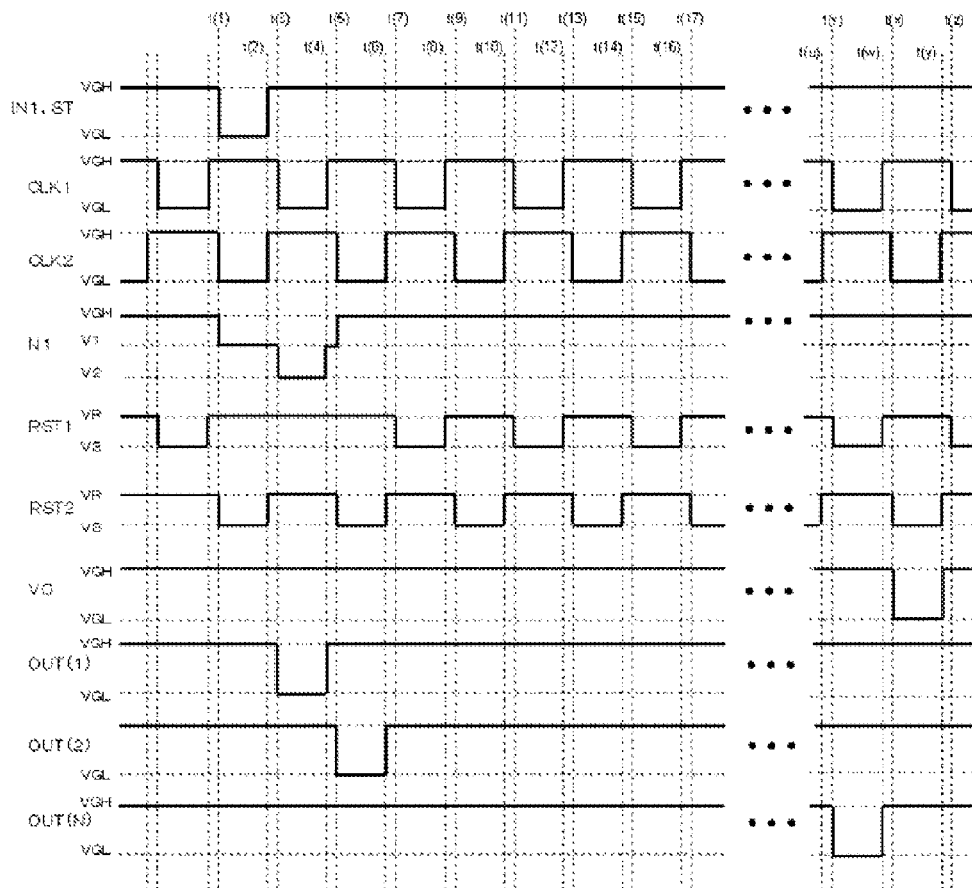 t(1) t(3) t(5) t(7) t(9) t(11) t(13) t(15) t(17) t(v) t(x) t(z)
t(2) t(4) t(6) t(8) t(10) t(12) t(14) t(16) t(u) t(w) t(y)
VGH
IN1, ST
VGL
VGH
CLK1
VGL
VGH
CLK2
VGL
VGH
V1
N1
V2
VR
RST1
VS
VR
RST2
VS
VGH
VO
VGL
VGH
OUT(1)
VGL
OUT(2)
VGL
VGH
OUT(N)
VGL